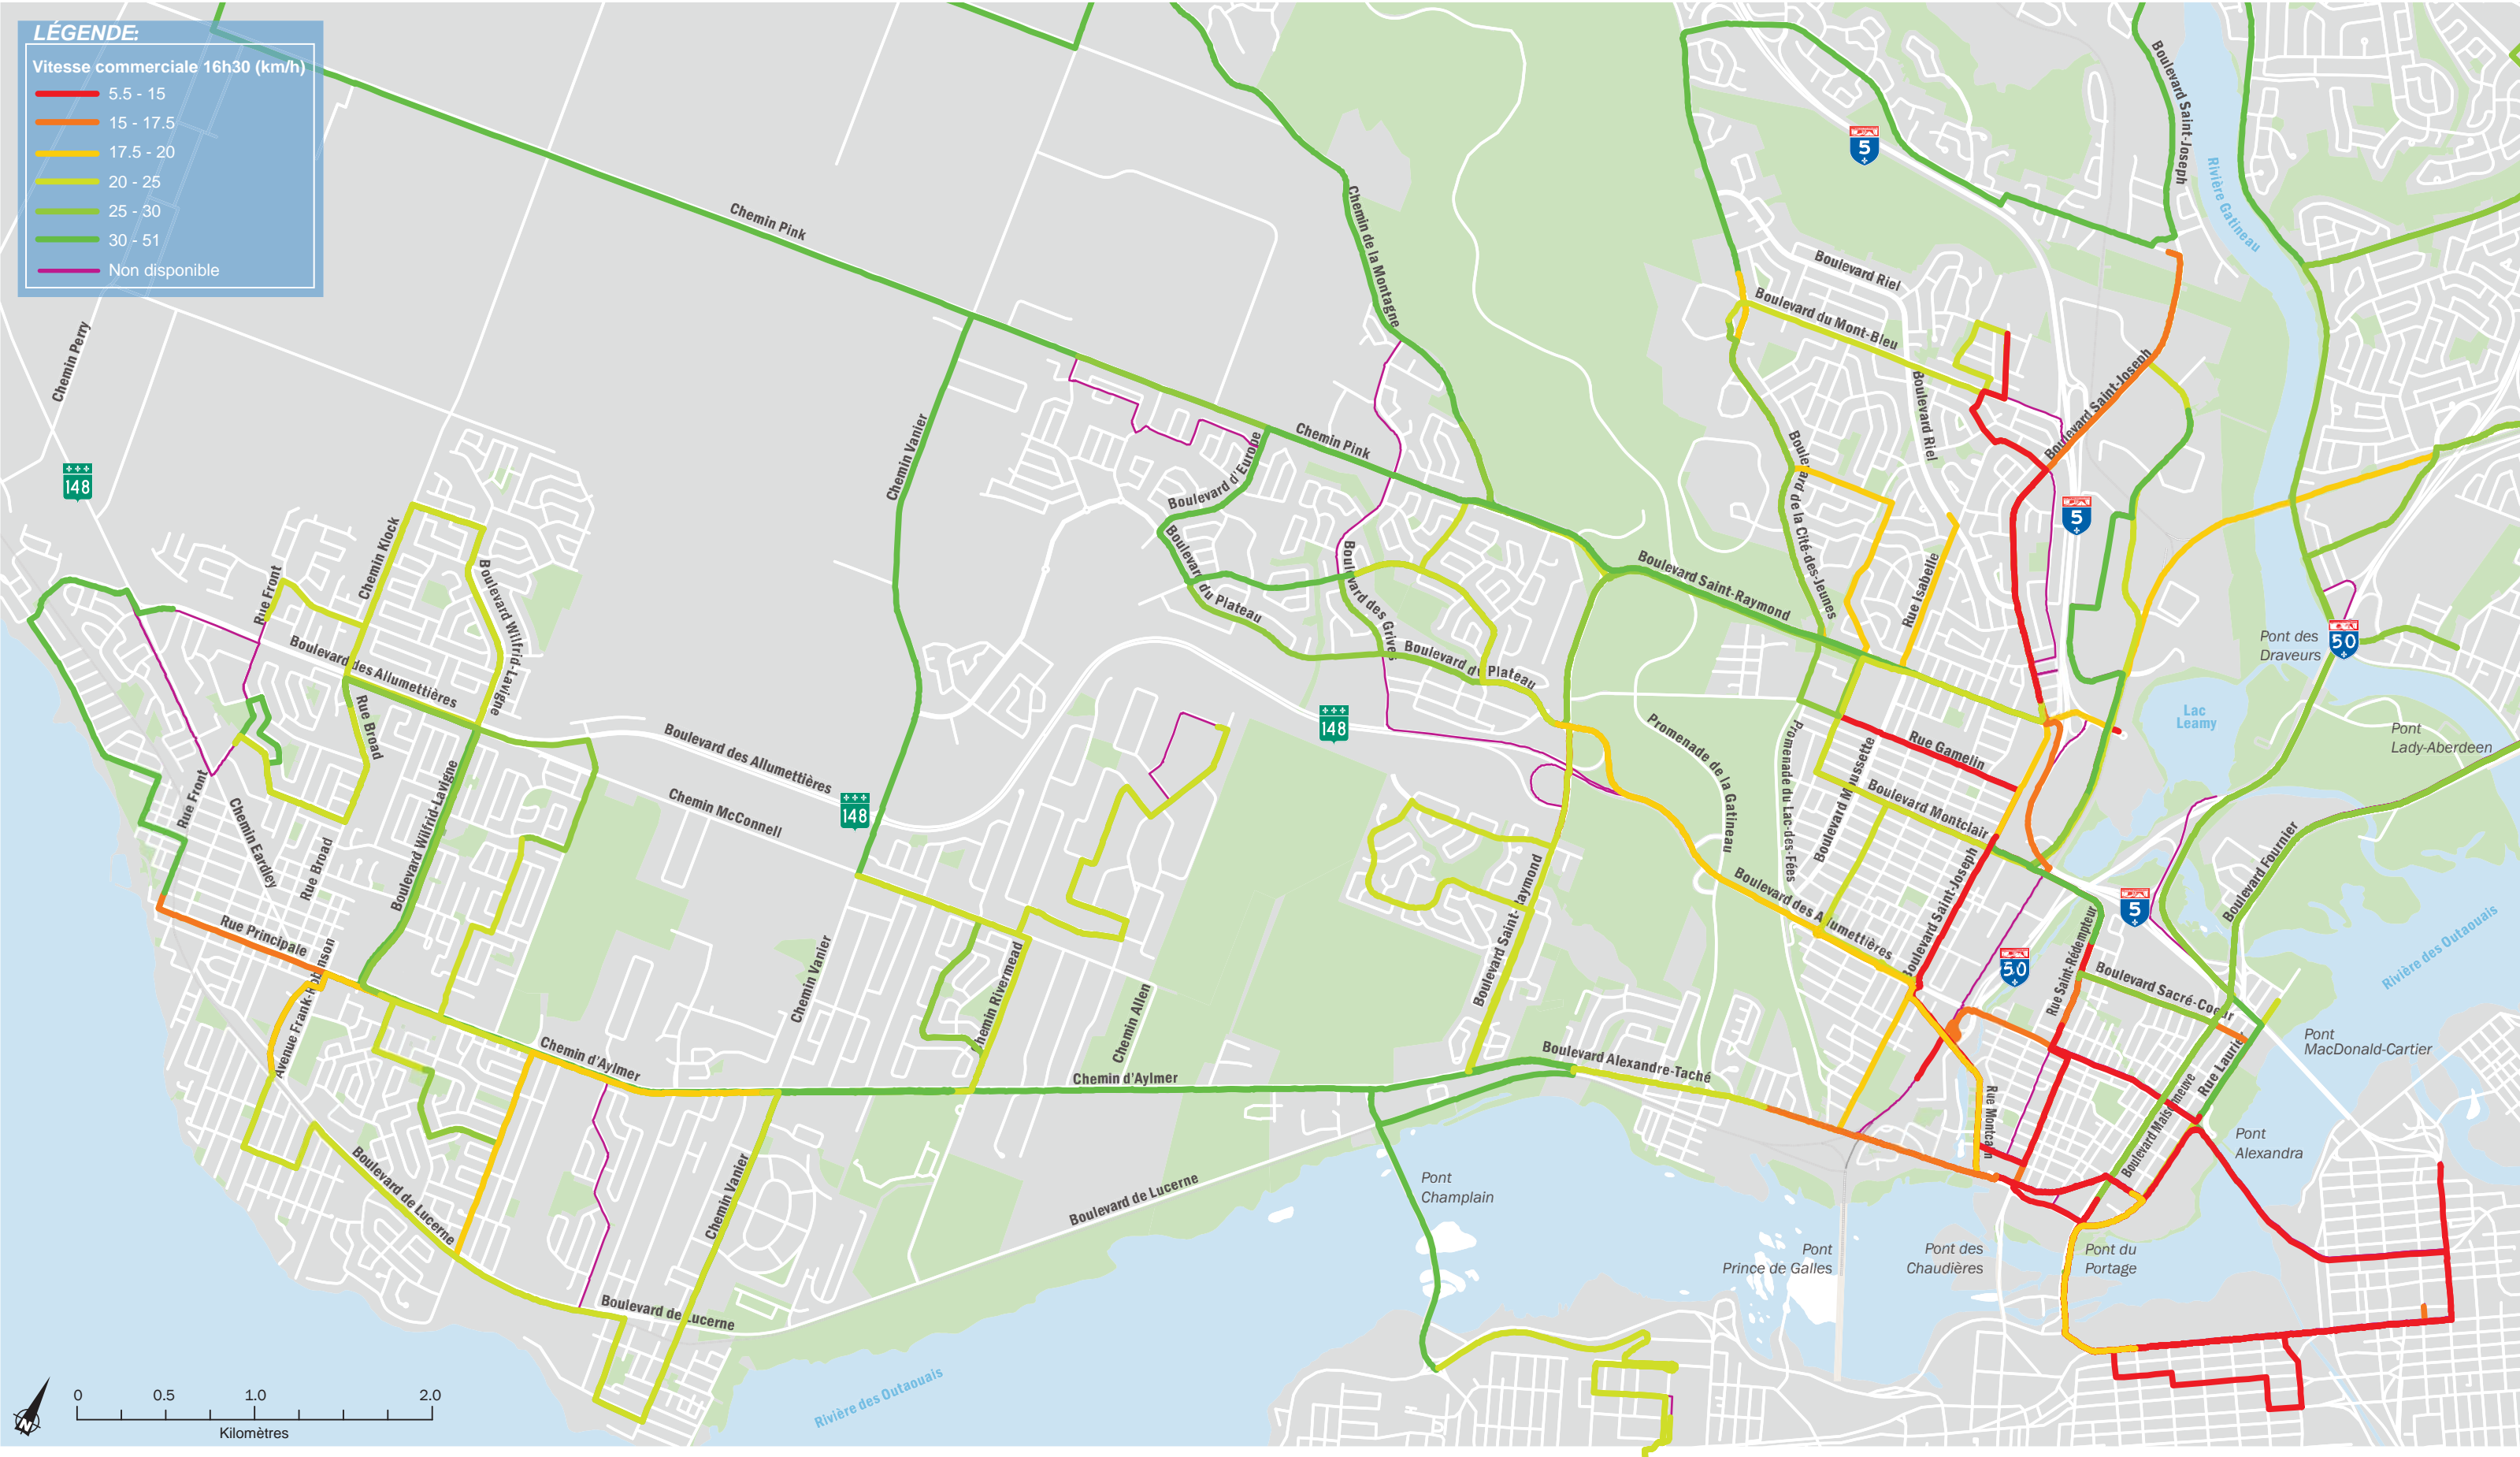 LÉGENDE:
Vitesse commerciale 16h30 (km/h)
5.5 - 15
15 - 17.5
17.5 - 20
20 - 25
25 - 30
30 - 51
Non disponible
Boulevard Saint-Joseph
Rivière Gatineau
5
Chemin Pink
Chemin de la Montagne
Boulevard Riel
Boulevard du Mont-Bleu
Chemin Perry
Boulevard Saint-Joseph
Boulevard Riel
Chemin Vanier
Chemin Pink
Boulevard d'Europe
Boulevard de la Cité-des-Jeunes
148
5
Chemin Klock
Boulevard du Plateau
Boulevard des Grives
Boulevard Saint-Raymond
Rue Isabelle
Rue Front
Boulevard Wilfrid-Lavigne
Boulevard des Allumettières
Boulevard du Plateau
Pont des
Draveurs
50
Rue Broad
148
Boulevard des Allumettières
Promenade de la Gatineau
Promenade du Lac-des-Fées
Boulevard Moussette
Rue Gamelin
Lac
Leamy
Pont
Lady-Aberdeen
Rue Front
Chemin Eardley
Rue Broad
Boulevard Wilfrid-Lavigne
Chemin McConnell
148
Boulevard Montclair
Boulevard Saint-Joseph
Boulevard Fournier
Boulevard Saint-Raymond
Boulevard des Allumettières
5
Rue Principale
50
Rue Saint-Rédempteur
Boulevard Sacré-Coeur
Rivière des Outaouais
Avenue Frank-Robinson
Chemin Vanier
Chemin Rivermead
Chemin Allen
Chemin d'Aylmer
Chemin d'Aylmer
Boulevard Alexandre-Taché
Rue Laurier
Pont
MacDonald-Cartier
Rue Montcalm
Boulevard Maisonneuve
Pont
Alexandra
Boulevard de Lucerne
Chemin Vanier
Boulevard de Lucerne
Pont
Champlain
Pont
Prince de Galles
Pont des
Chaudières
Pont du
Portage
Boulevard de Lucerne
Rivière des Outaouais
N
0 0.5 1.0 2.0
Kilomètres